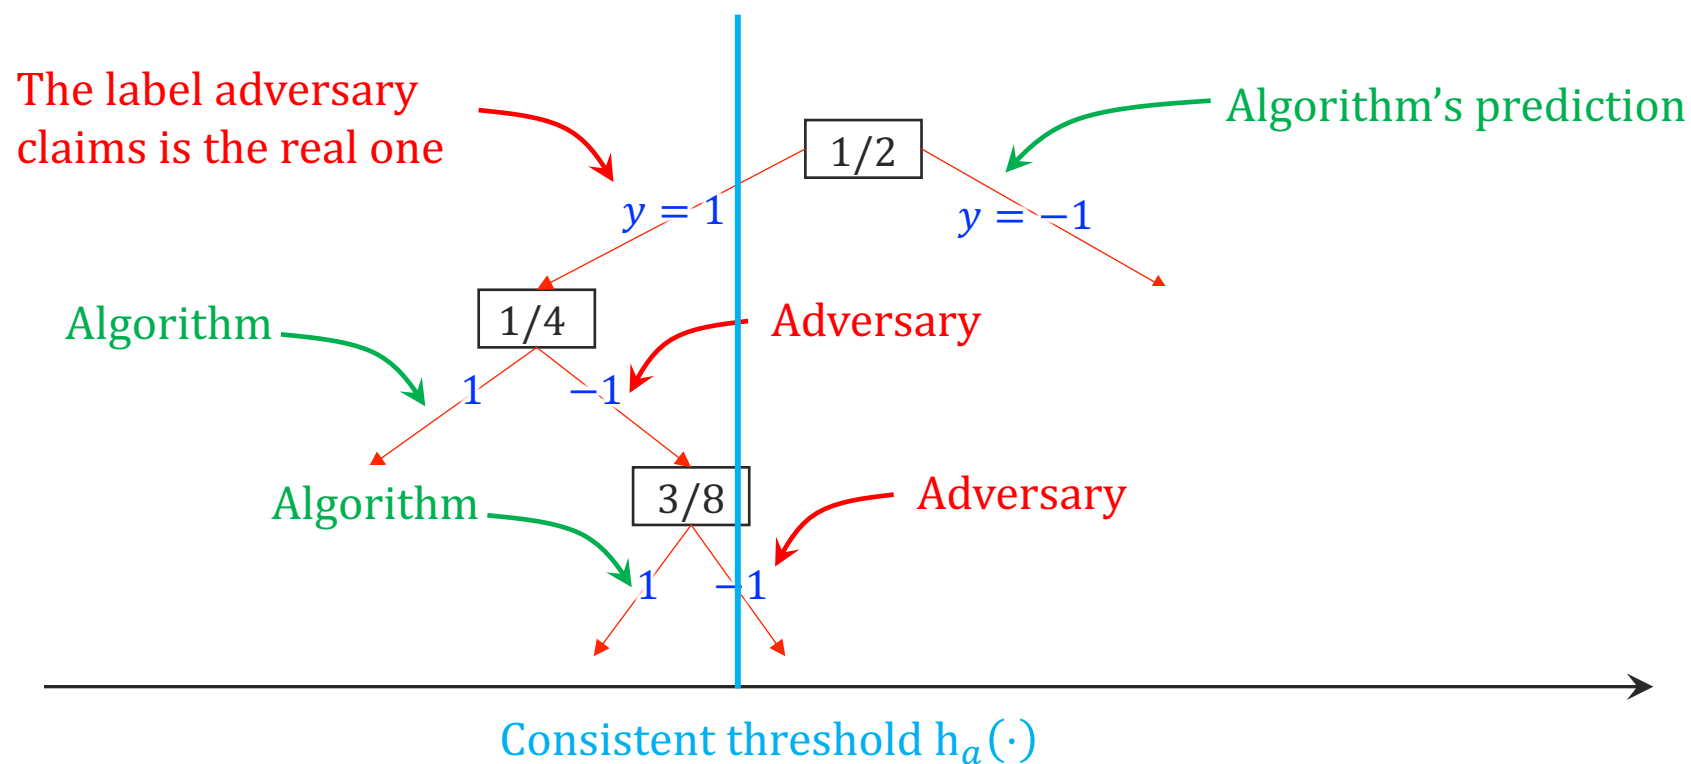 The label adversary
claims is the real one
Algorithm’s prediction
1/2
y = 1
y = −1
Algorithm
1/4
Adversary
1
−1
Algorithm
3/8
Adversary
1
−1
Consistent threshold hₐ(·)